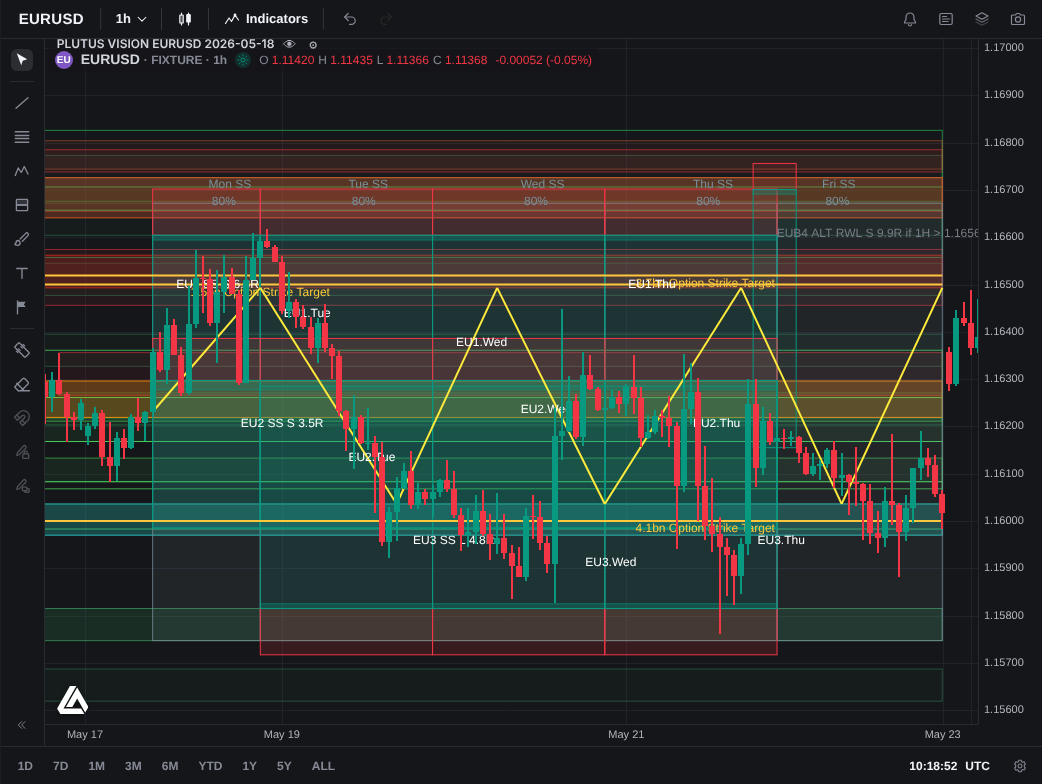 EURUSD 1h Indicators
PLUTUS VISION EURUSD 2026-05-18
EU EURUSD · FIXTURE · 1h O 1.11420 H 1.11435 L 1.11366 C 1.11368 -0.00052 (-0.05%)
1.17000
1.16900
1.16800
1.16700
1.16600
1.16500
1.16400
1.16300
1.16200
1.16100
1.16000
1.15900
1.15800
1.15700
1.15600
Mon SS
80%
Tue SS
80%
Wed SS
80%
Thu SS
80%
Fri SS
80%
EUB4 ALT RWL S 9.9R if 1H > 1.1656
Option Strike Target
EU1.Thu
Option Strike Target
EU1.Tue
EU1.Wed
EU2.We
EU2 SS S 3.5R
EU2.Thu
EU2.Tue
4.1bn Option Strike Target
EU3 SS L 4.8
EU3.Thu
EU3.Wed
May 17
May 19
May 21
May 23
1D 7D 1M 3M 6M YTD 1Y 5Y ALL
10:18:52 UTC